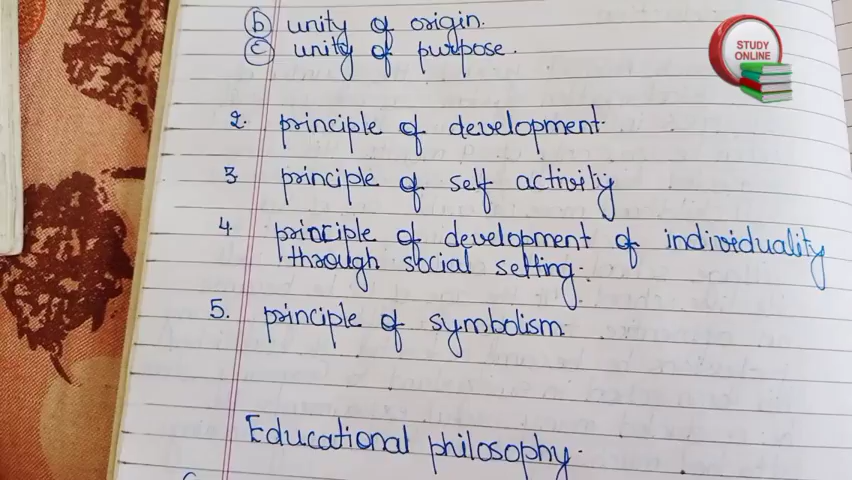 b unity of origin.
c unity of purpose.
STUDY
ONLINE
2. principle of development.
3 principle of self activity
4. principle of development of individuality
through social setting.
5. principle of symbolism.
Educational philosophy.